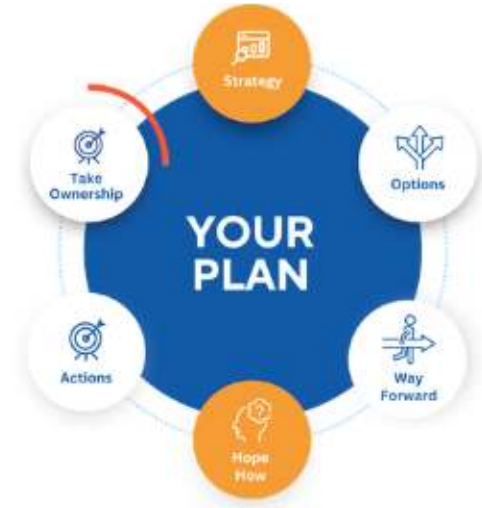 Strategy
Options
Way
Forward
Hope
How
Actions
Take
Ownership
YOUR
PLAN